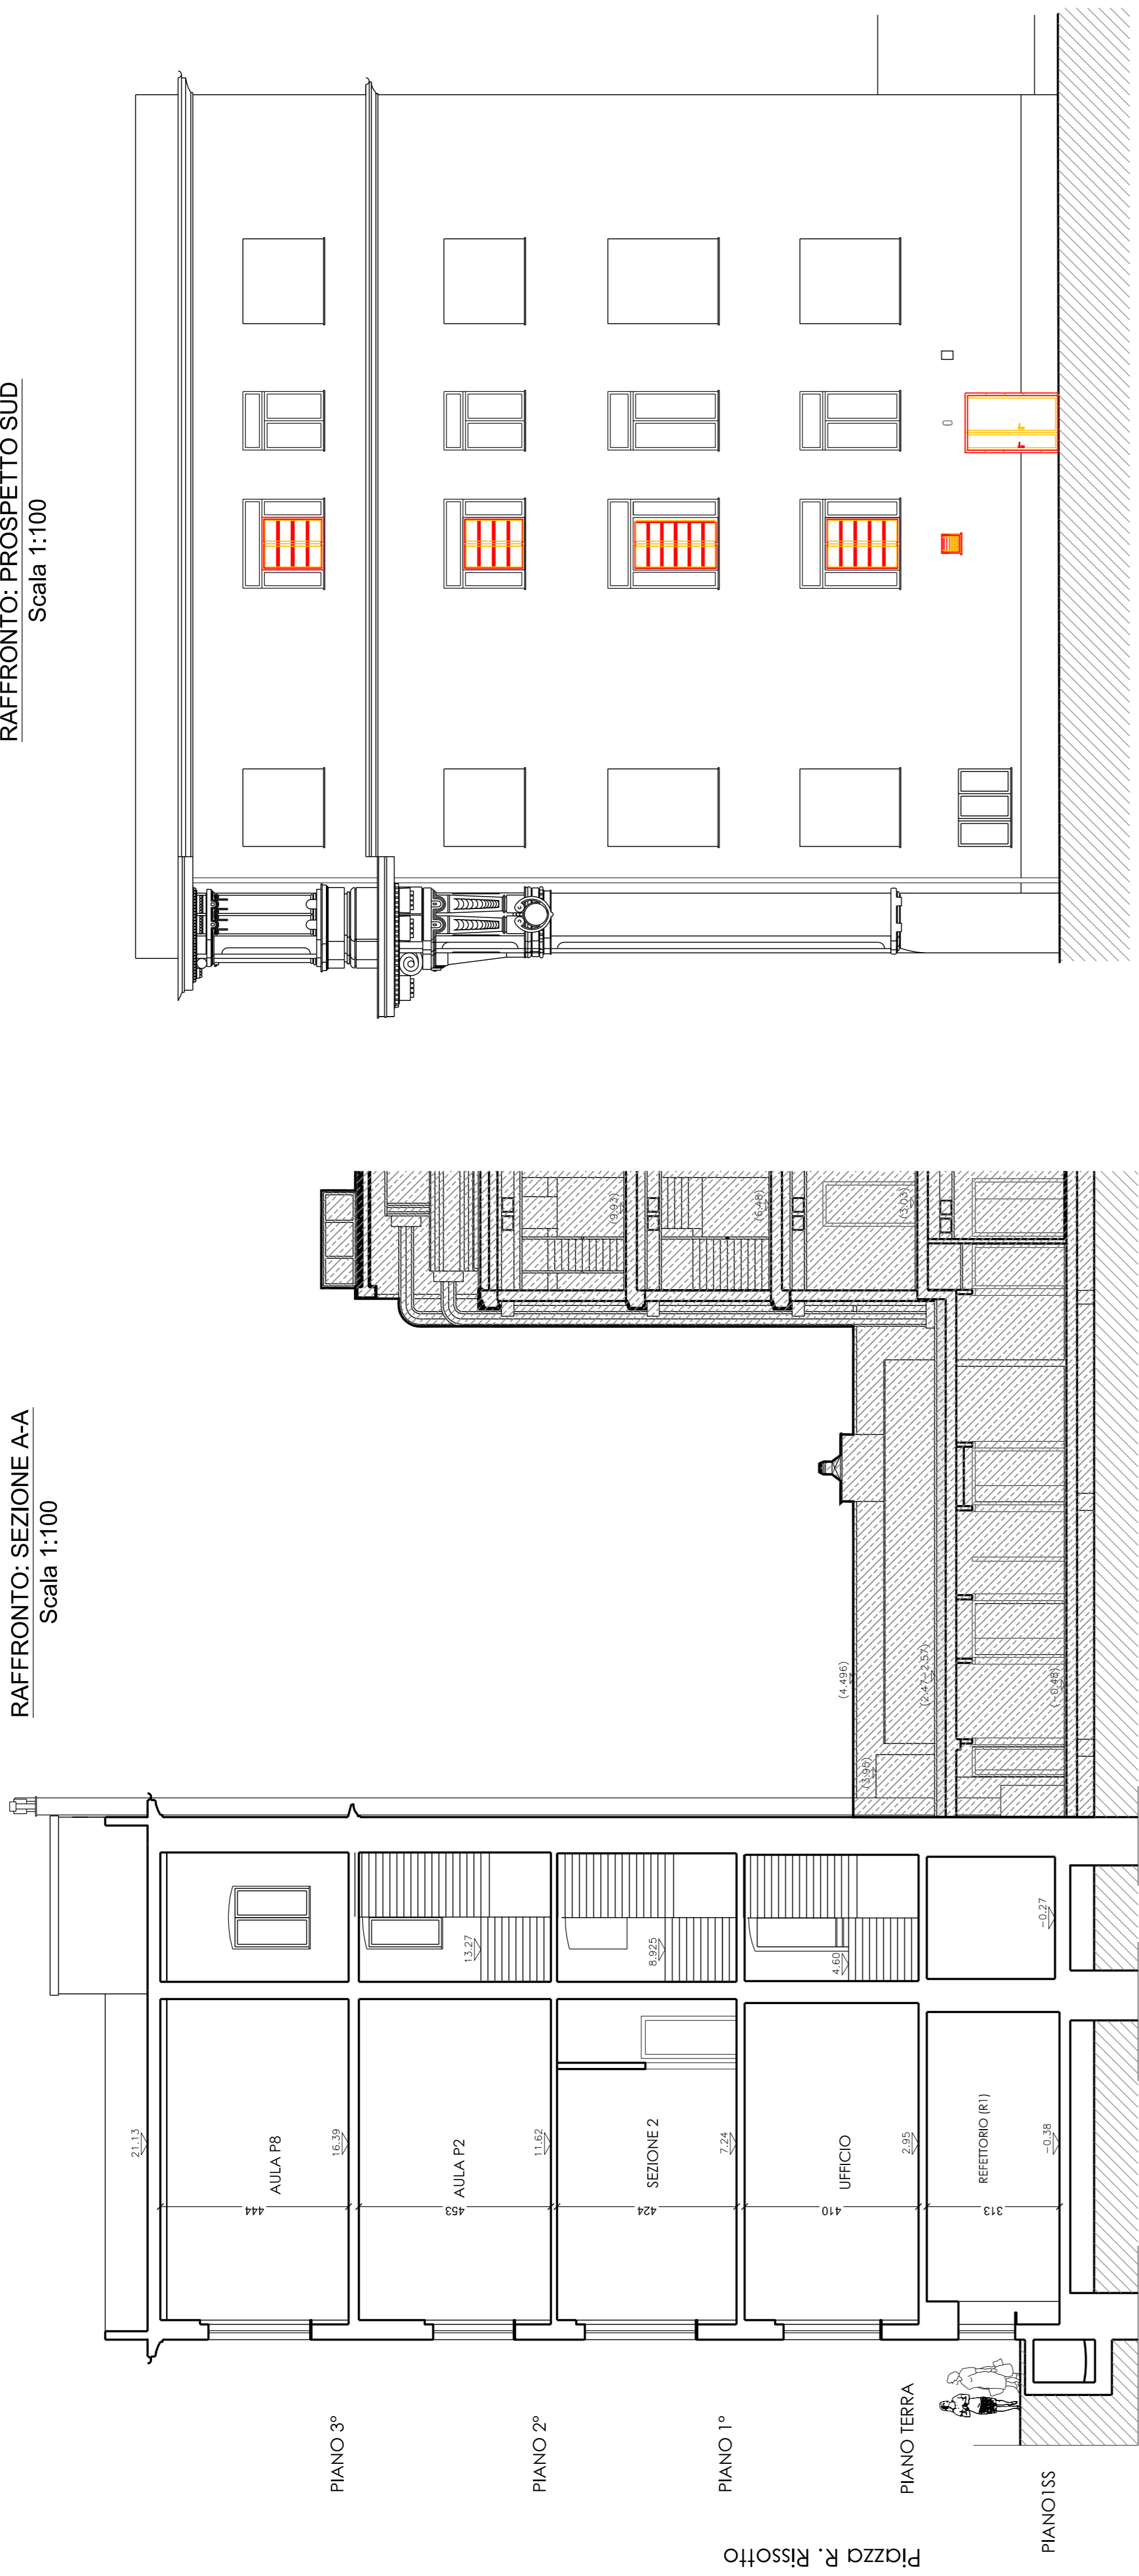 RAFFRONTO: SEZIONE A-A
Scala 1:100
RAFFRONTO: PROSPETTO SUD
Scala 1:100
21.13
AULA P8
444
16.39
PIANO 3°
AULA P2
453
13.27
11.62
PIANO 2°
SEZIONE 2
424
8.925
7.24
PIANO 1°
UFFICIO
410
4.60
2.95
PIANO TERRA
REFETTORIO (R1)
313
-0.27
-0.38
PIANO1SS
Piazza R. Rissotto
(4.496)
(3.98)
(2.47-2.57)
(-0.48)
(9.93)
(6.48)
(3.03)